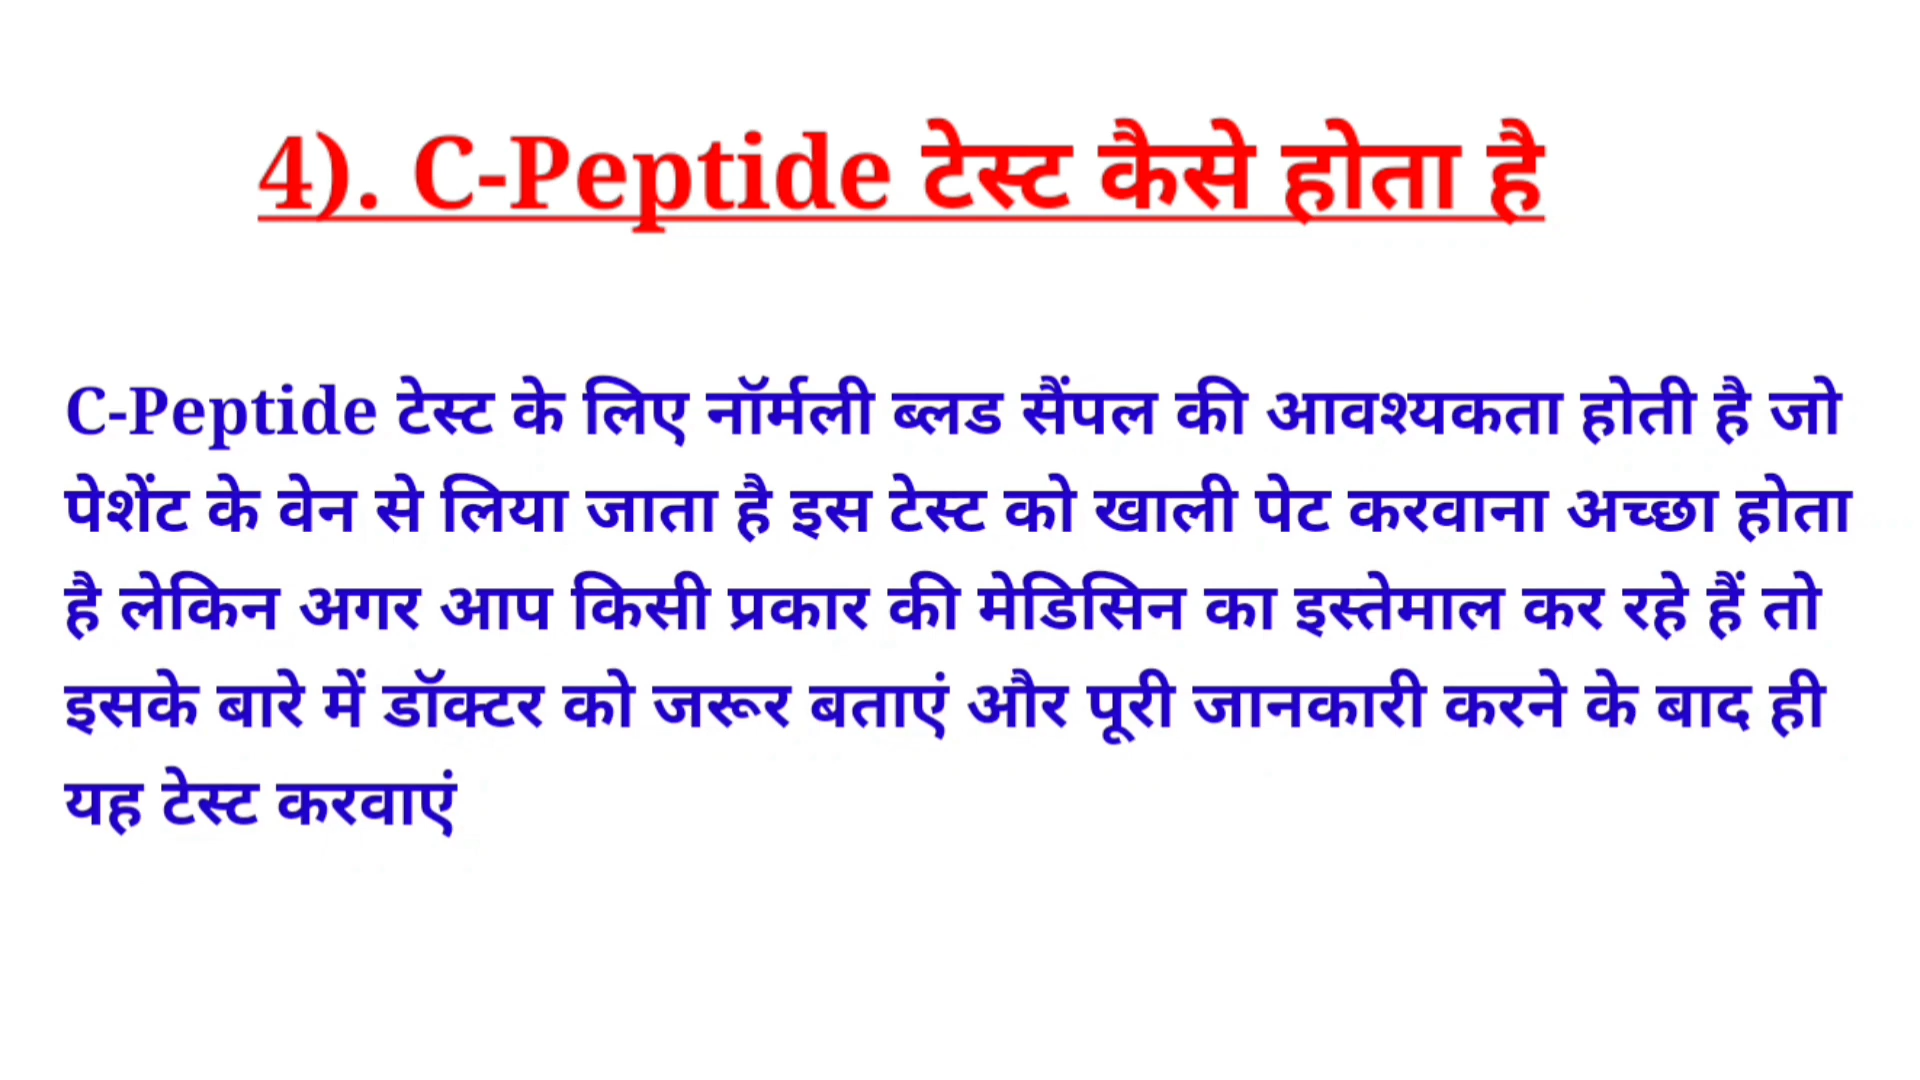 4). C-Peptide टेस्ट कैसे होता है
C-Peptide टेस्ट के लिए नॉर्मली ब्लड सैंपल की आवश्यकता होती है जो
पेशेंट के वेन से लिया जाता है इस टेस्ट को खाली पेट करवाना अच्छा होता
है लेकिन अगर आप किसी प्रकार की मेडिसिन का इस्तेमाल कर रहे हैं तो
इसके बारे में डॉक्टर को जरूर बताएं और पूरी जानकारी करने के बाद ही
यह टेस्ट करवाएं